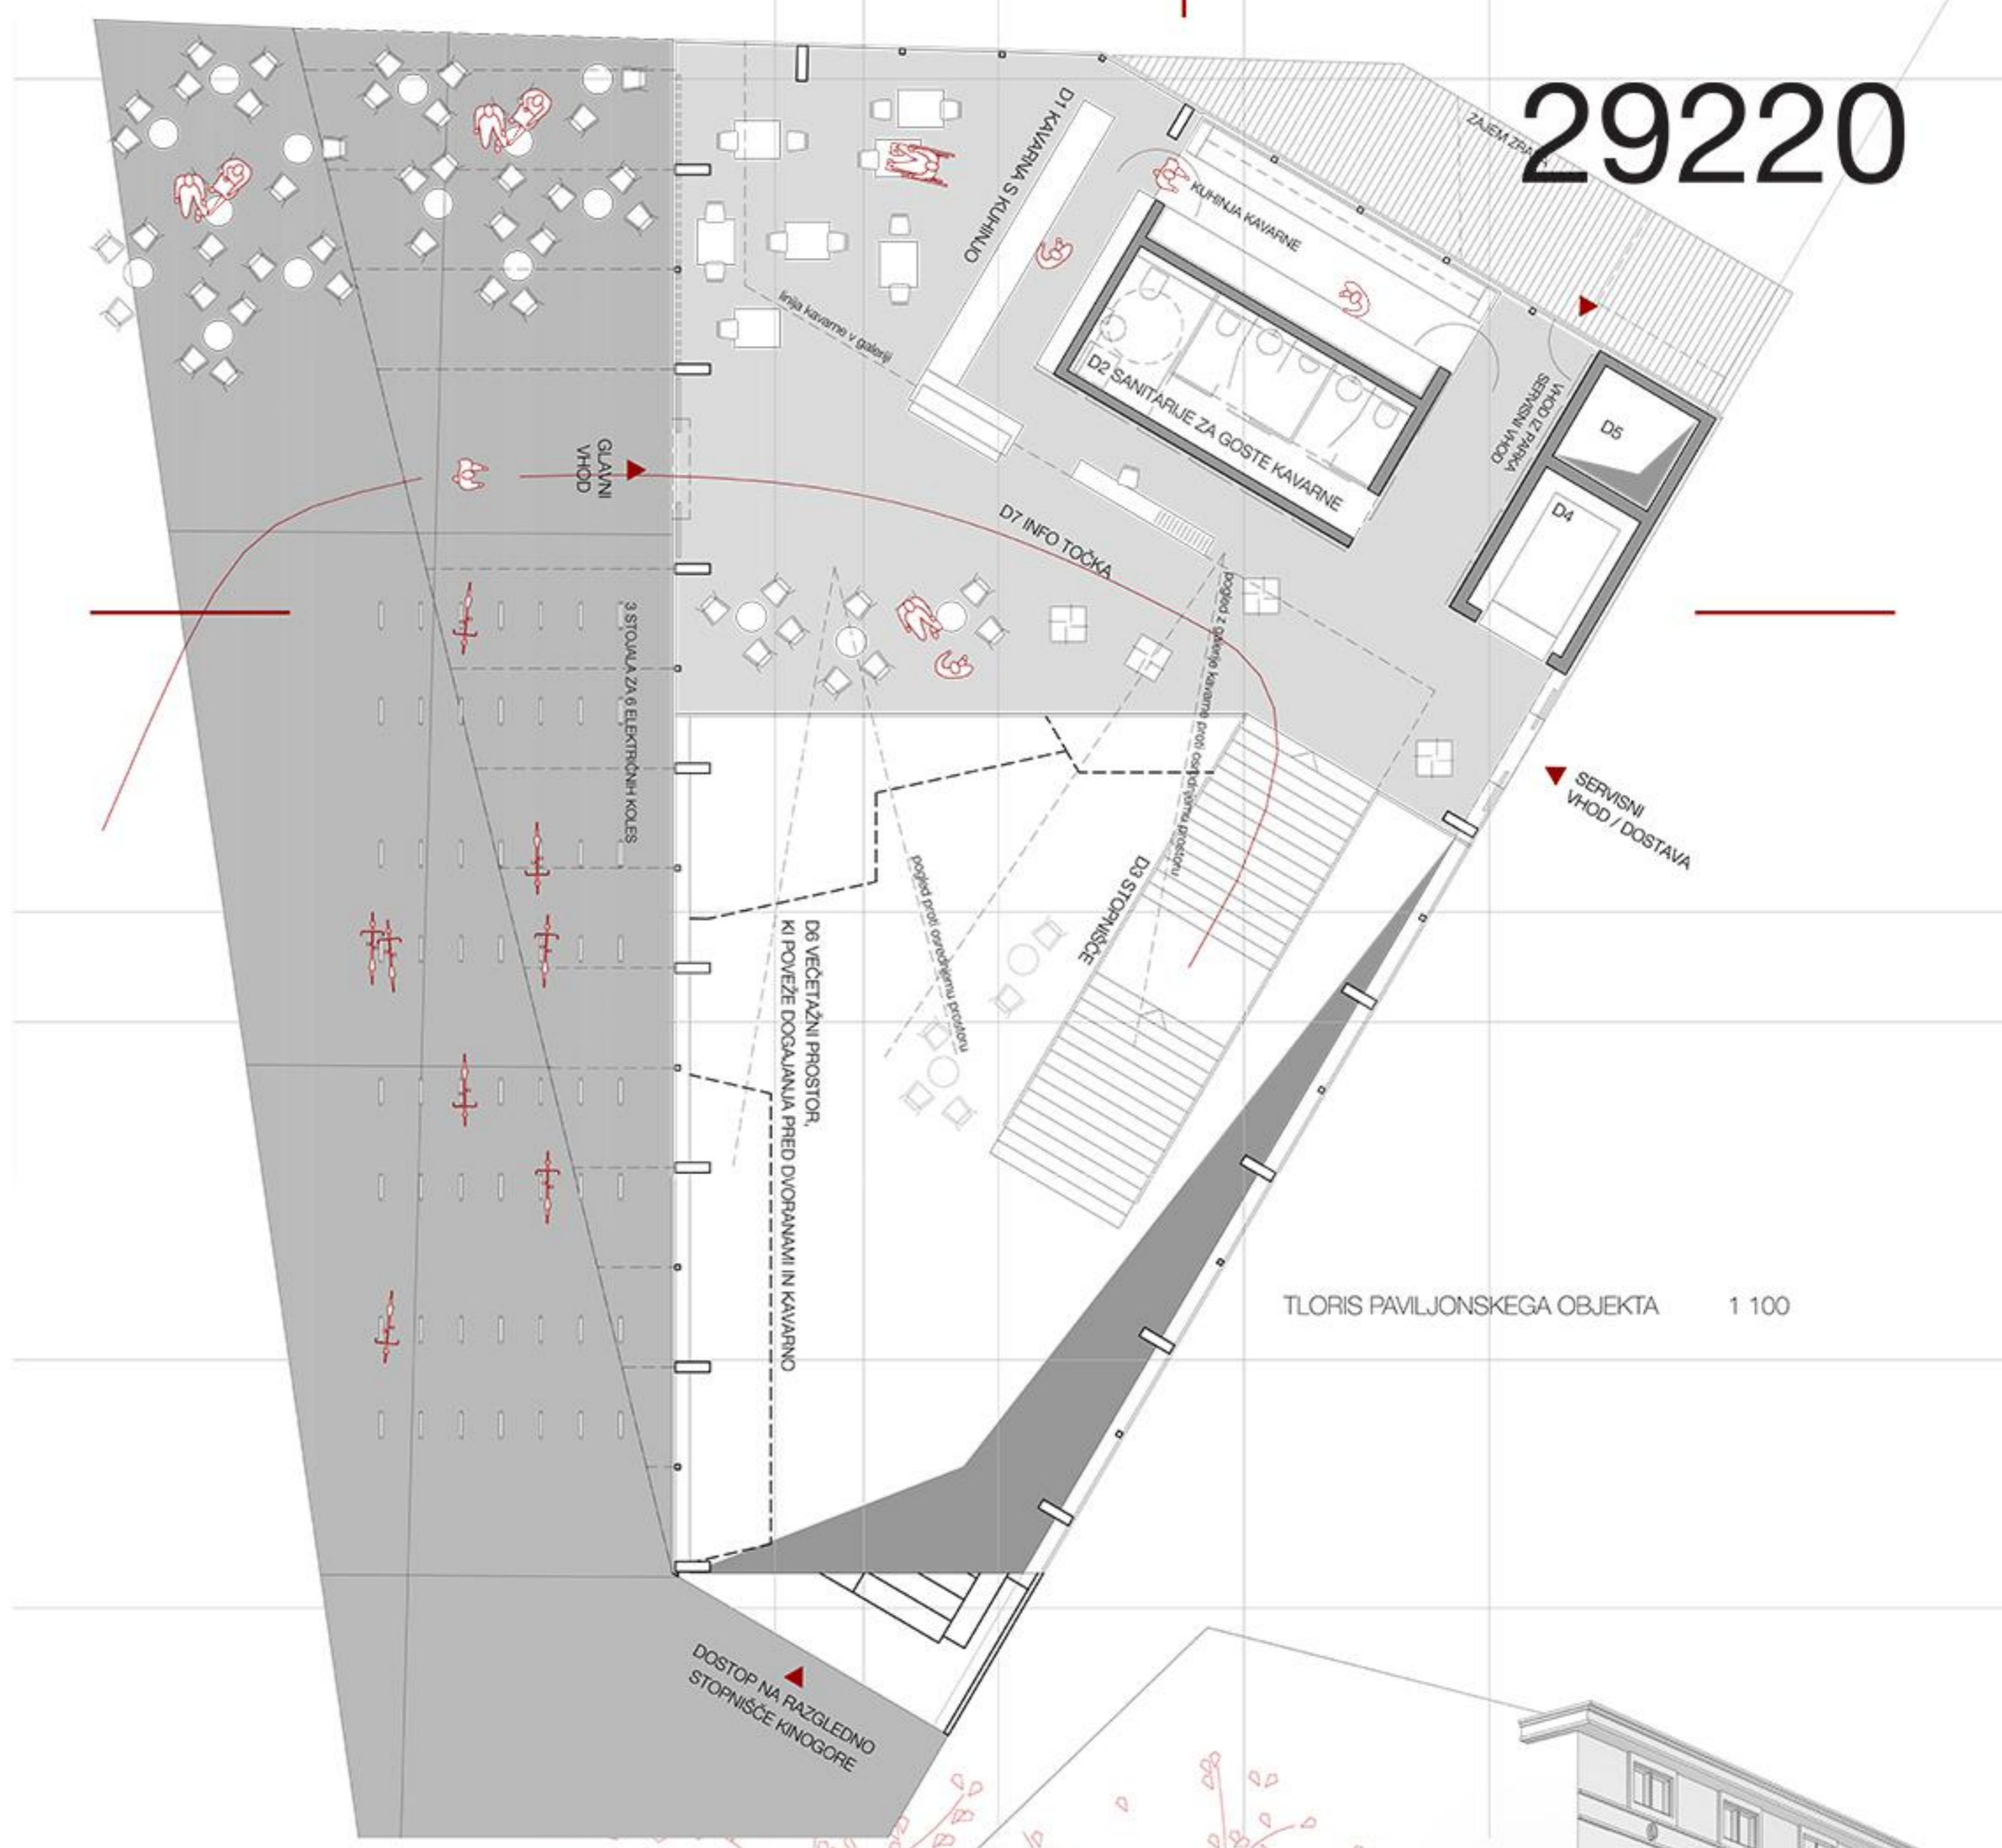 29220
ZAJEM ZRAKA
D1 KAVARNA S KUHINJO
KUHINJA KAVARNE
linija kavarne v galeriji
D2 SANITARIJE ZA GOSTE KAVARNE
VHOD IZ PARKA
SERVISNI VHOD
D5
D4
GLAVNI
VHOD
D7 INFO TOČKA
3 STOJALA ZA 6 ELEKTRIČNIH KOLES
pogled z galerije kavarne proti osrednjemu prostoru
SERVISNI
VHOD / DOSTAVA
pogled proti osrednjemu prostoru
D3 STOPNIŠČE
D6 VEČETAŽNI PROSTOR,
KI POVEŽE DOGAJANJA PRED DVORANAMI IN KAVARNO
TLORIS PAVILJONSKEGA OBJEKTA 1 100
DOSTOP NA RAZGLEDNO
STOPNIŠČE KINOGORE